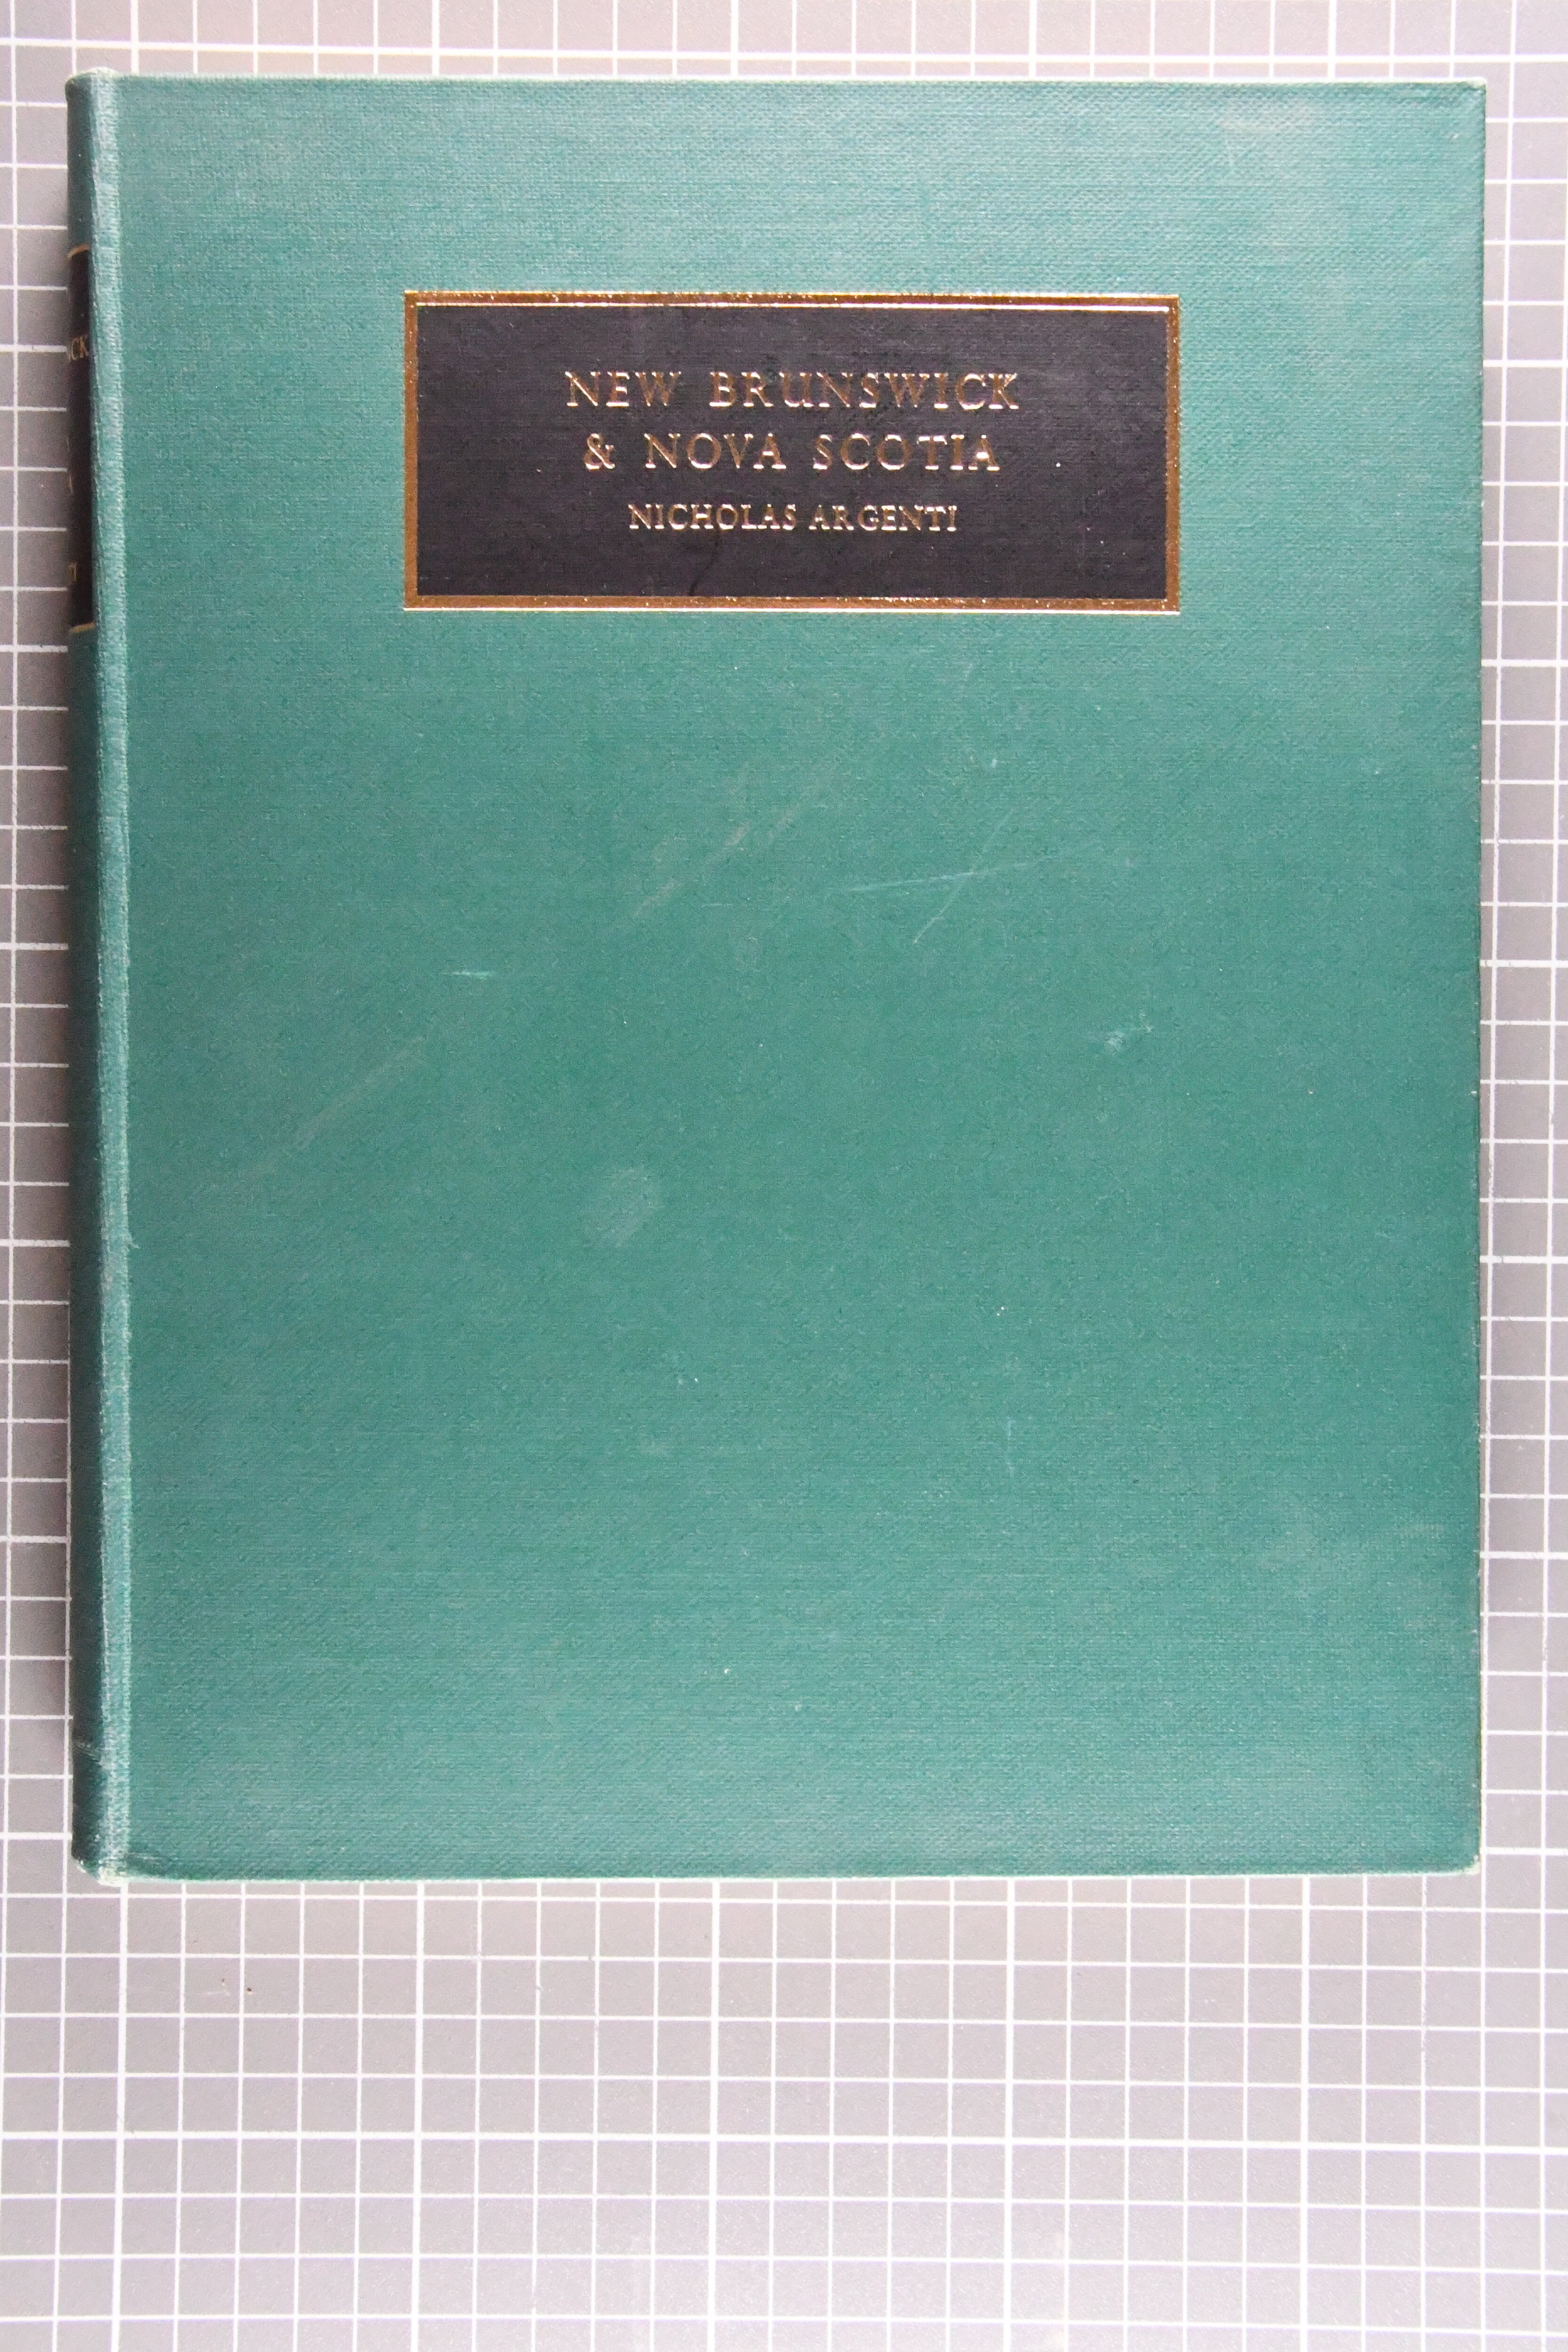 NEW BRUNSWICK
& NOVA SCOTIA
NICHOLAS ARGENTI